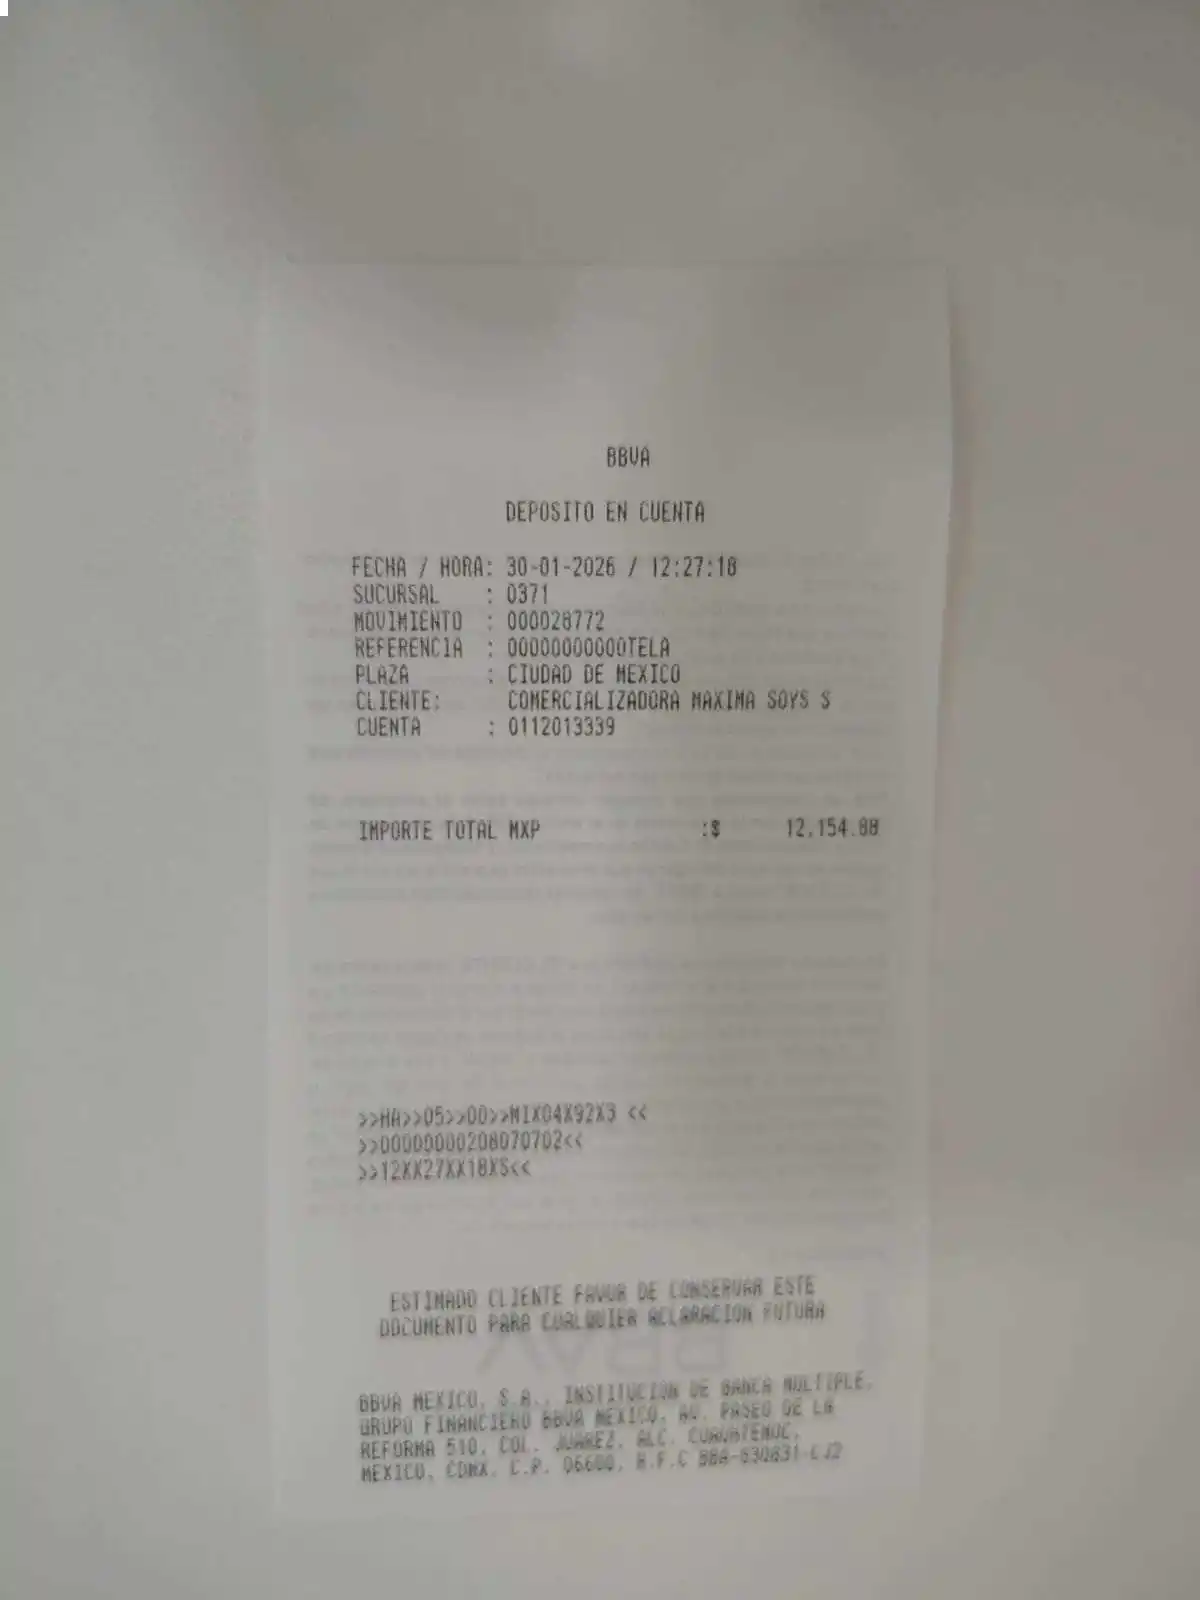 BBVA
DEPOSITO EN CUENTA
FECHA / HORA: 30-01-2026 / 12:27:18
SUCURSAL : 0371
MOVIMIENTO : 000028772
REFERENCIA : 00000000000TELA
PLAZA : CIUDAD DE MEXICO
CLIENTE: COMERCIALIZADORA MAXIMA SOYS S
CUENTA : 0112013339
IMPORTE TOTAL MXP :$ 12,154.88
>>HA>>05>>00>>MIX04X92X3 <<
>>00000000208070702<<
>>12XX27XX18XS<<
ESTIMADO CLIENTE FAVOR DE CONSERVAR ESTE
DOCUMENTO PARA CUALQUIER ACLARACION FUTURA
BBVA MEXICO, S.A., INSTITUCION DE BANCA MULTIPLE,
GRUPO FINANCIERO BBVA MEXICO, AV. PASEO DE LA
REFORMA 510, COL. JUAREZ, ALC. CUAUHTEMOC,
MEXICO, CDMX, C.P. 06600, R.F.C BBA-830831-LJ2